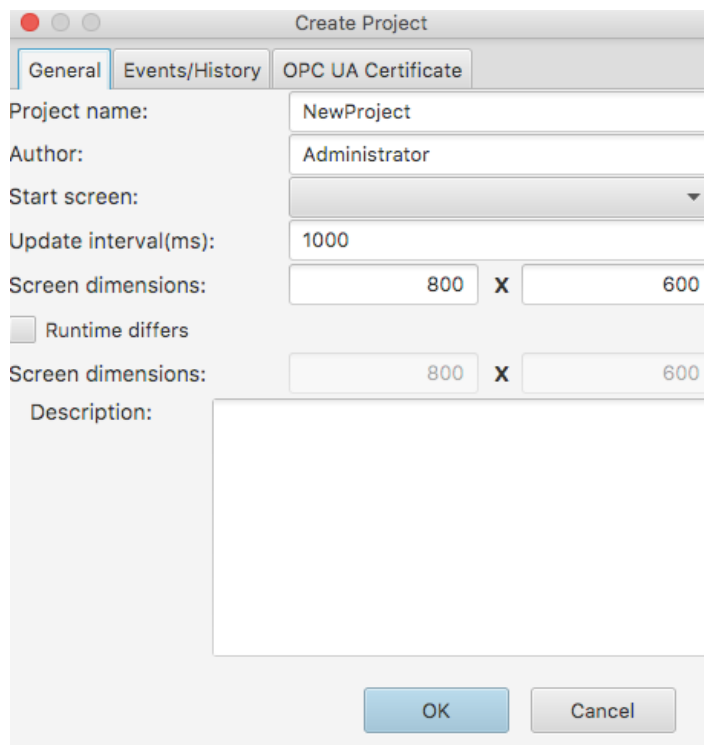 Create Project
General Events/History OPC UA Certificate
Project name: NewProject
Author: Administrator
Start screen:
Update interval(ms): 1000
Screen dimensions: 800 X 600
Runtime differs
Screen dimensions: 800 X 600
Description:
OK Cancel